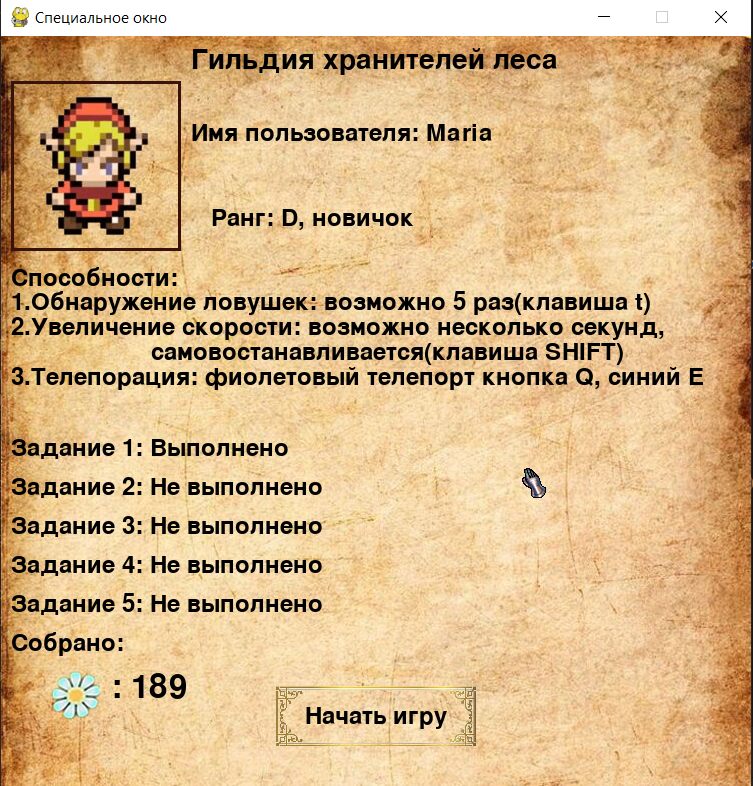 Специальное окно
Гильдия хранителей леса
Имя пользователя: Maria
Ранг: D, новичок
Способности:
1.Обнаружение ловушек: возможно 5 раз(клавиша t)
2.Увеличение скорости: возможно несколько секунд,
самовостанавливается(клавиша SHIFT)
3.Телепорация: фиолетовый телепорт кнопка Q, синий E
Задание 1: Выполнено
Задание 2: Не выполнено
Задание 3: Не выполнено
Задание 4: Не выполнено
Задание 5: Не выполнено
Собрано:
: 189
Начать игру